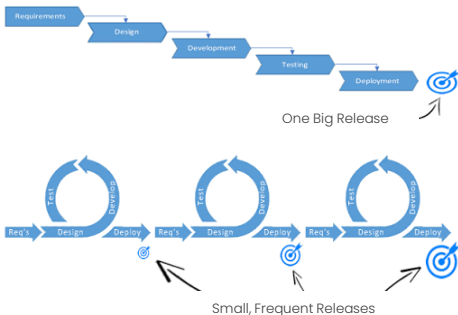 Requirements
Design
Development
Testing
Deployment
One Big Release
Test
Develop
Req's
Design
Deploy
Test
Develop
Req's
Design
Deploy
Test
Develop
Req's
Design
Deploy
Small, Frequent Releases